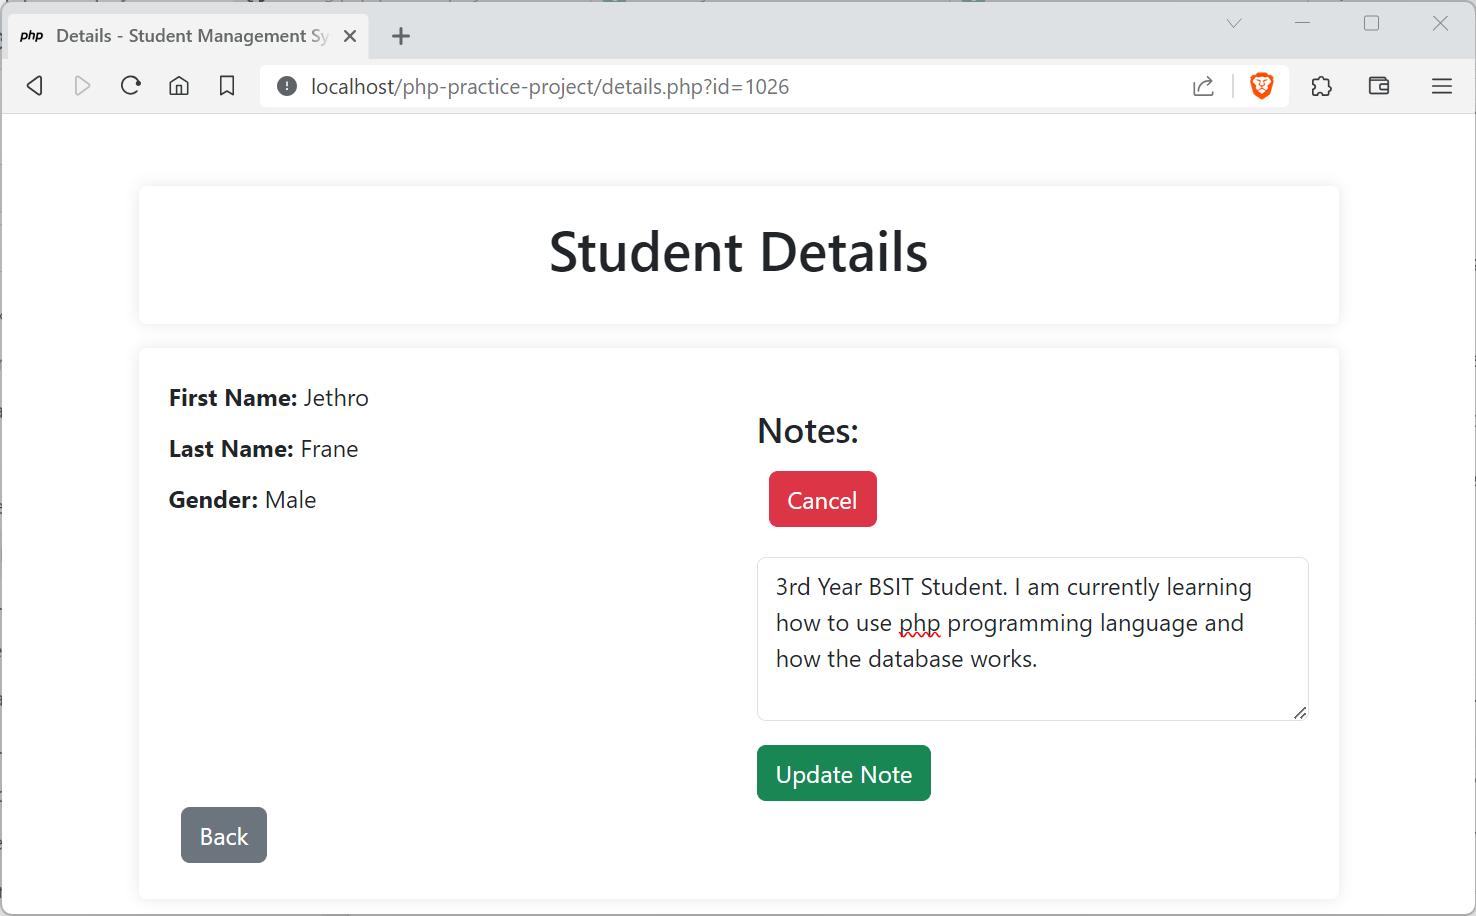 php Details - Student Management Sy
localhost/php-practice-project/details.php?id=1026
Student Details
First Name: Jethro
Last Name: Frane
Gender: Male
Notes:
Cancel
3rd Year BSIT Student. I am currently learning
how to use php programming language and
how the database works.
Update Note
Back